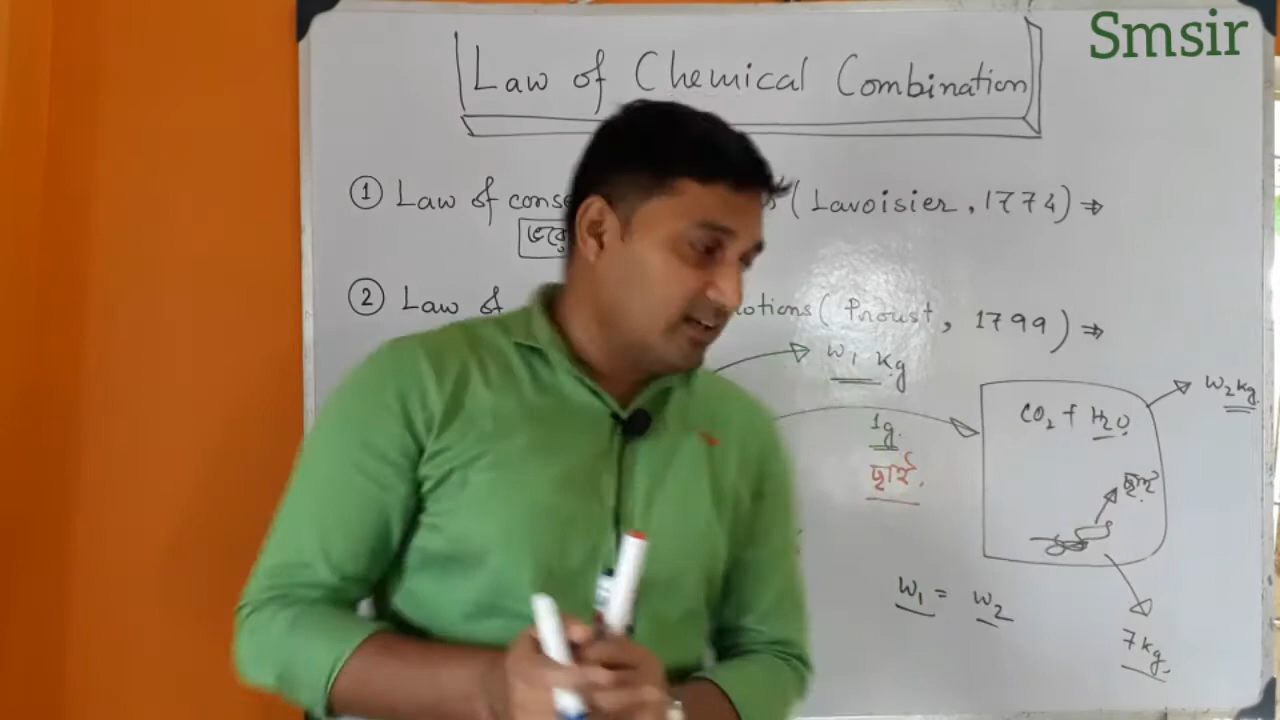 Smsir
Law of Chemical Combination
① Law of conse (Lavoisier, 1774) ⇒
② Law of otions (Proust, 1799) ⇒
W₁ kg
W₂ kg
CO₂ + H₂O
1g.
ছাই.
ছাই
W₁ = W₂
7 kg.